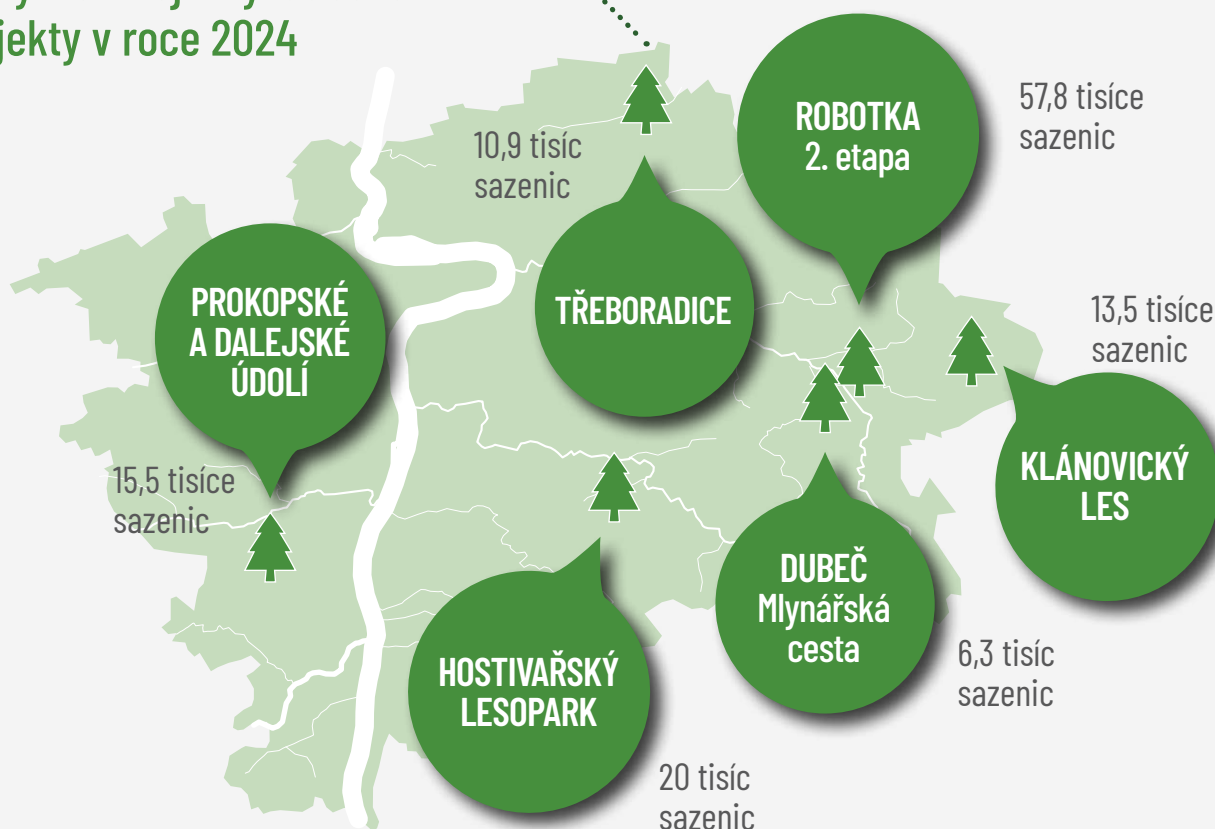 v roce 2024
10,9 tisíc
sazenic
ROBOTKA
2. etapa
57,8 tisíce
sazenic
PROKOPSKÉ
A DALEJSKÉ
ÚDOLÍ
TŘEBORADICE
13,5 tisíce
sazenic
15,5 tisíce
sazenic
KLÁNOVICKÝ
LES
DUBEČ
Mlynářská
cesta
6,3 tisíc
sazenic
HOSTIVAŘSKÝ
LESOPARK
20 tisíc
sazenic